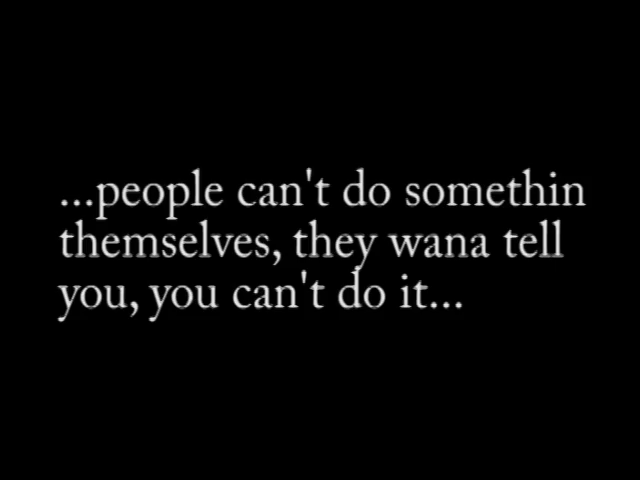 ...people can't do somethin
themselves, they wana tell
you, you can't do it...